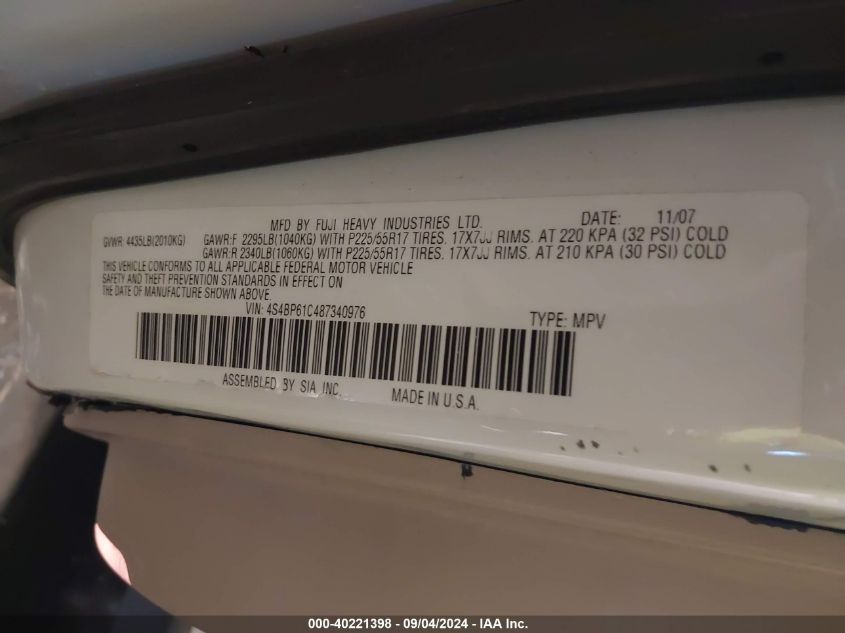 MFD BY FUJI HEAVY INDUSTRIES LTD. DATE: 11/07
GVWR: 4435LB(2010KG) GAWR:F 2295LB(1040KG) WITH P225/55R17 TIRES. 17X7JJ RIMS. AT 220 KPA (32 PSI) COLD
GAWR:R 2340LB(1060KG) WITH P225/55R17 TIRES. 17X7JJ RIMS. AT 210 KPA (30 PSI) COLD
THIS VEHICLE CONFORMS TO ALL APPLICABLE FEDERAL MOTOR VEHICLE
SAFETY AND THEFT PREVENTION STANDARDS IN EFFECT ON
THE DATE OF MANUFACTURE SHOWN ABOVE.
VIN: 4S4BP61C487340976 TYPE: MPV
ASSEMBLED BY SIA INC. MADE IN U.S.A.
000-40221398 - 09/04/2024 - IAA Inc.